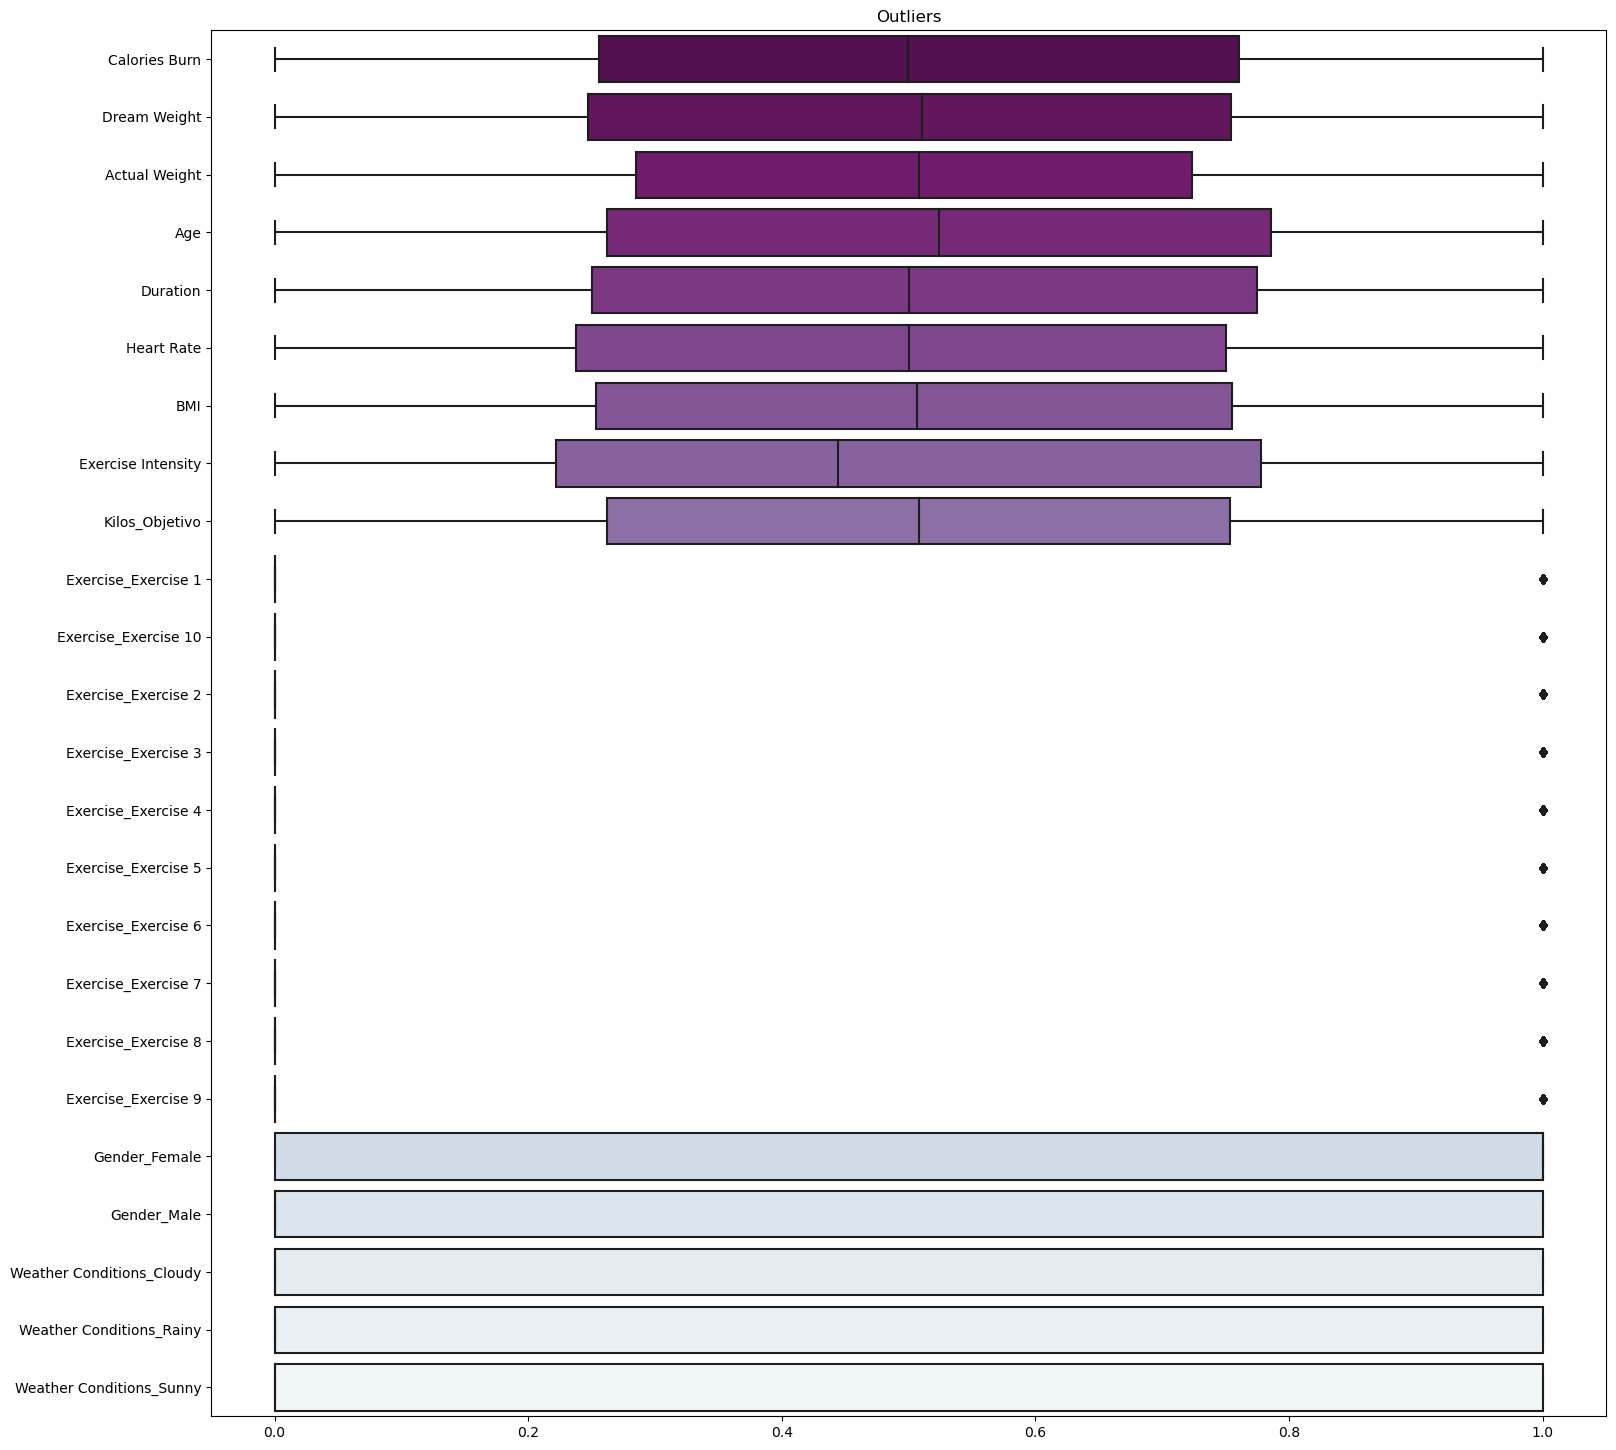 Outliers
Calories Burn
Dream Weight
Actual Weight
Age
Duration
Heart Rate
BMI
Exercise Intensity
Kilos_Objetivo
Exercise_Exercise 1
Exercise_Exercise 10
Exercise_Exercise 2
Exercise_Exercise 3
Exercise_Exercise 4
Exercise_Exercise 5
Exercise_Exercise 6
Exercise_Exercise 7
Exercise_Exercise 8
Exercise_Exercise 9
Gender_Female
Gender_Male
Weather Conditions_Cloudy
Weather Conditions_Rainy
Weather Conditions_Sunny
0.0 0.2 0.4 0.6 0.8 1.0